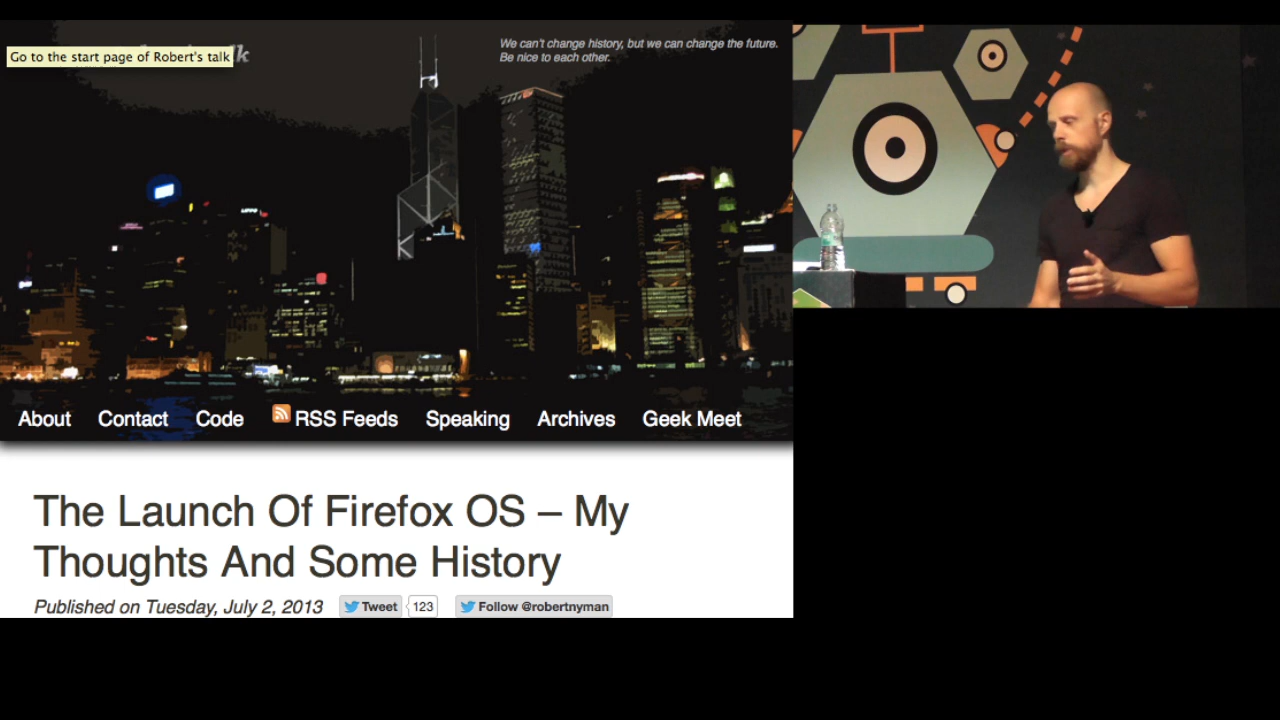 Go to the start page of Robert's talk
We can't change history, but we can change the future.
Be nice to each other.
About Contact Code RSS Feeds Speaking Archives Geek Meet
The Launch Of Firefox OS – My
Thoughts And Some History
Published on Tuesday, July 2, 2013 Tweet 123 Follow @robertnyman